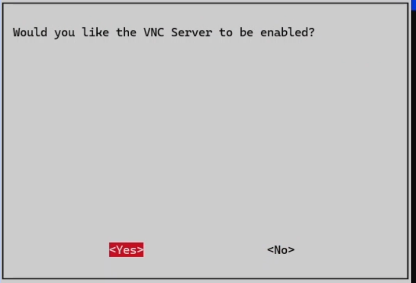 Would you like the VNC Server to be enabled?
<Yes> <No>